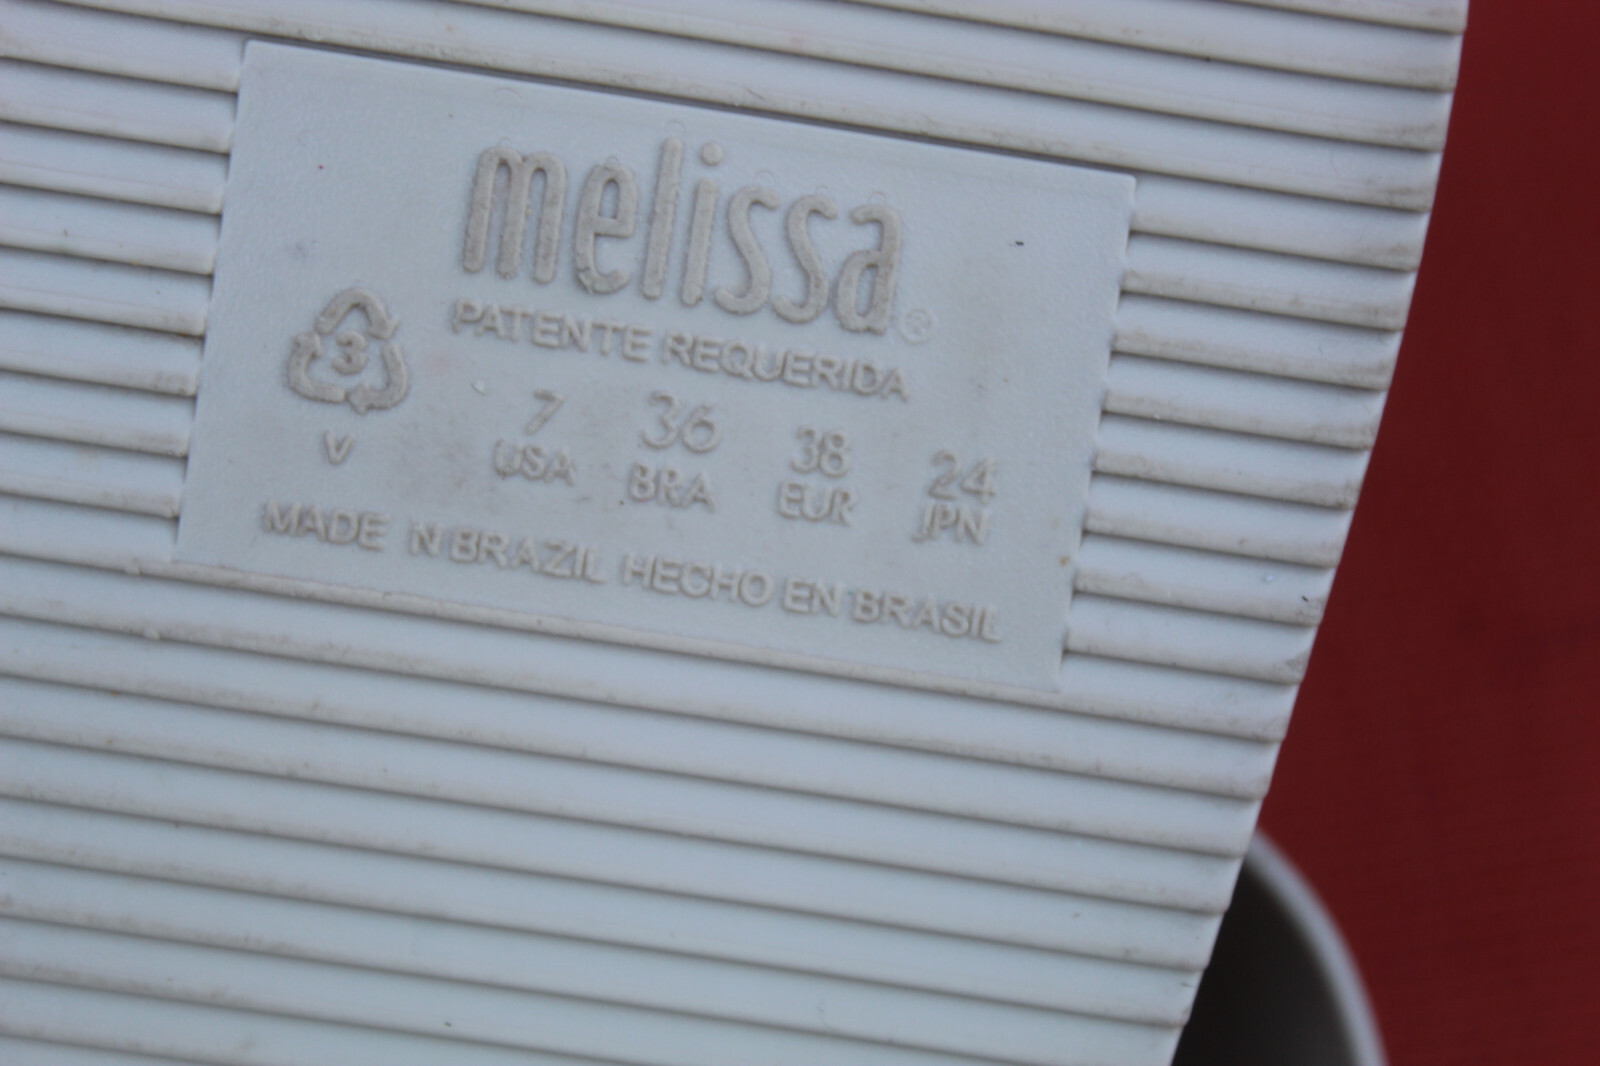 melissa®
PATENTE REQUERIDA
3
V
7 36 38 24
USA BRA EUR JPN
MADE N BRAZIL HECHO EN BRASIL